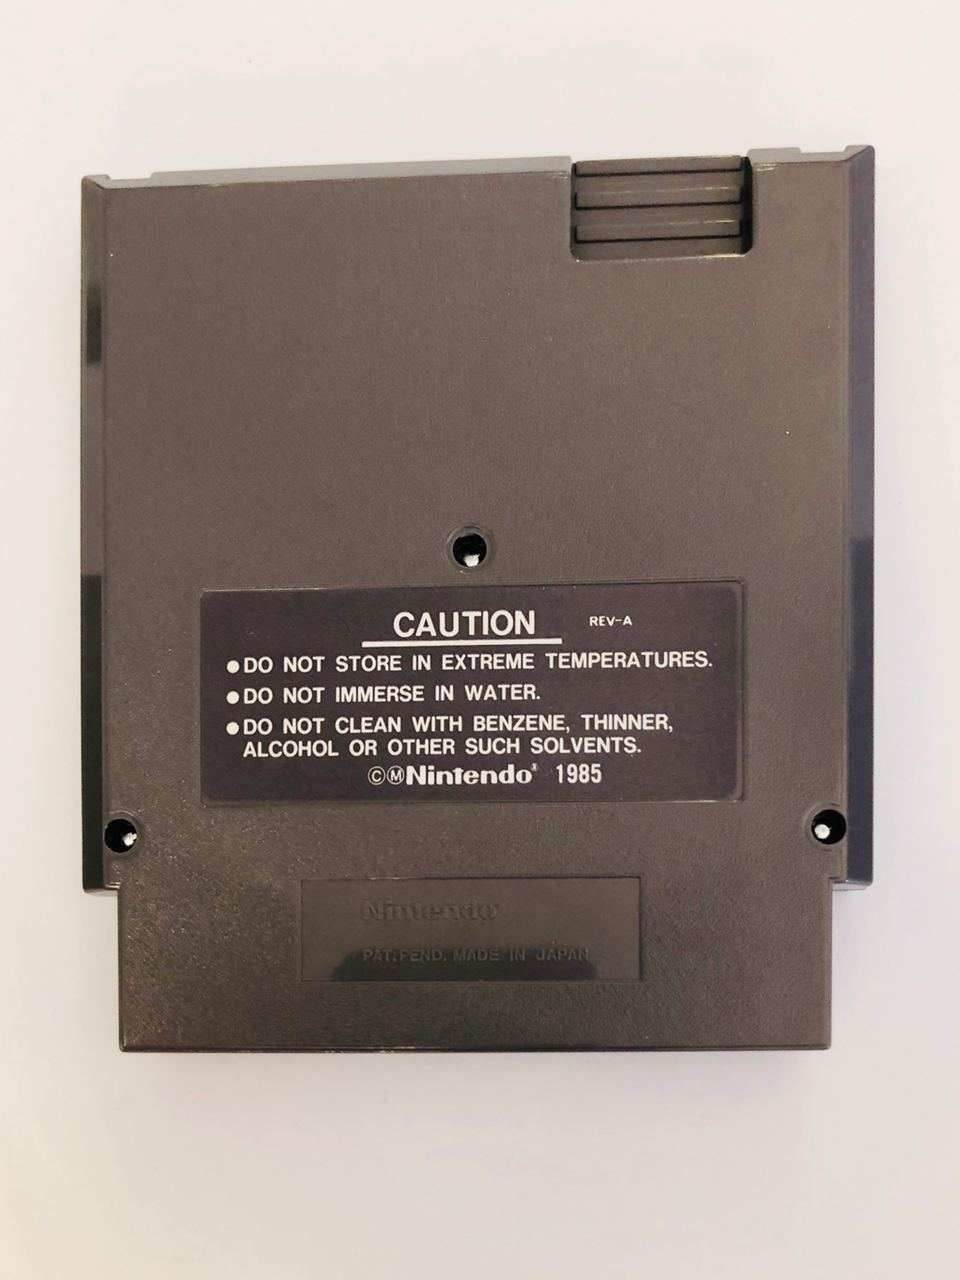 CAUTION REV-A
●DO NOT STORE IN EXTREME TEMPERATURES.
●DO NOT IMMERSE IN WATER.
●DO NOT CLEAN WITH BENZENE, THINNER,
ALCOHOL OR OTHER SUCH SOLVENTS.
©ⓂNintendo® 1985
Nintendo
PAT. PEND. MADE IN JAPAN